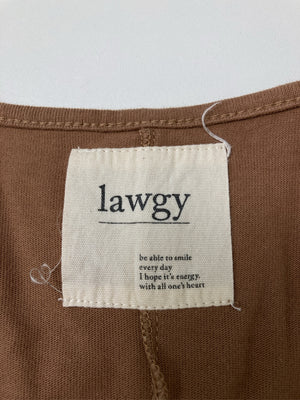 lawgy
be able to smile
every day
I hope it's energy.
with all one's heart